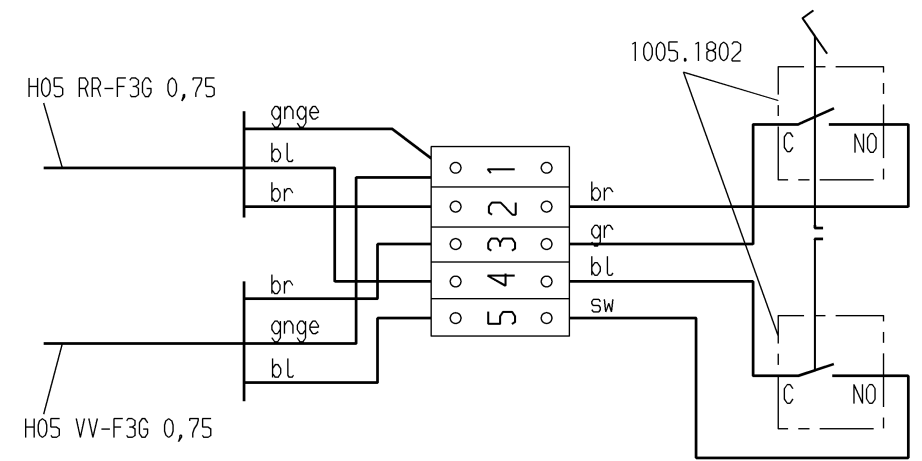 1005.1802
H05 RR-F3G 0,75
gnge
bl
br
1
2
3
4
5
br
gr
bl
sw
C NO
br
gnge
bl
C NO
H05 VV-F3G 0,75